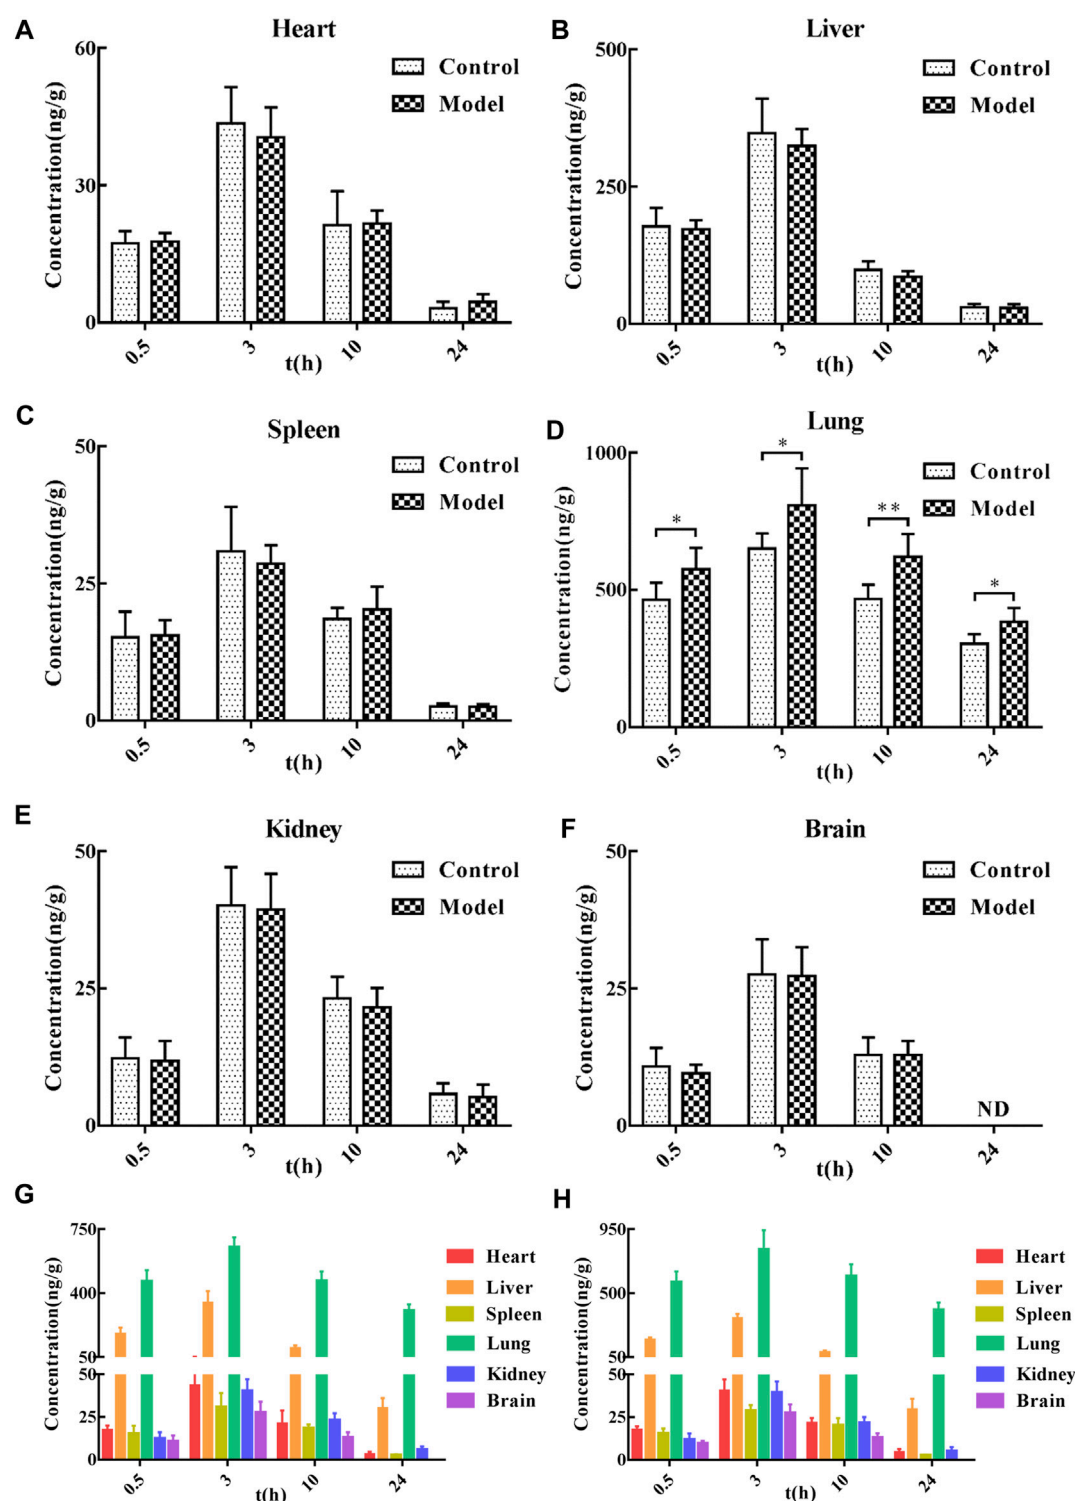 A
Heart
Concentration(ng/g)
60
30
0
Control
Model
0.5
3
10
24
t(h)
B
Liver
Concentration(ng/g)
500
250
0
Control
Model
0.5
3
10
24
t(h)
C
Spleen
Concentration(ng/g)
50
25
0
Control
Model
0.5
3
10
24
t(h)
D
Lung
Concentration(ng/g)
1000
500
0
*
*
**
*
Control
Model
0.5
3
10
24
t(h)
E
Kidney
Concentration(ng/g)
50
25
0
Control
Model
0.5
3
10
24
t(h)
F
Brain
Concentration(ng/g)
50
25
0
Control
Model
ND
0.5
3
10
24
t(h)
G
Concentration(ng/g)
750
400
50
50
25
0
Heart
Liver
Spleen
Lung
Kidney
Brain
0.5
3
10
24
t(h)
H
Concentration(ng/g)
950
500
50
50
25
0
Heart
Liver
Spleen
Lung
Kidney
Brain
0.5
3
10
24
t(h)